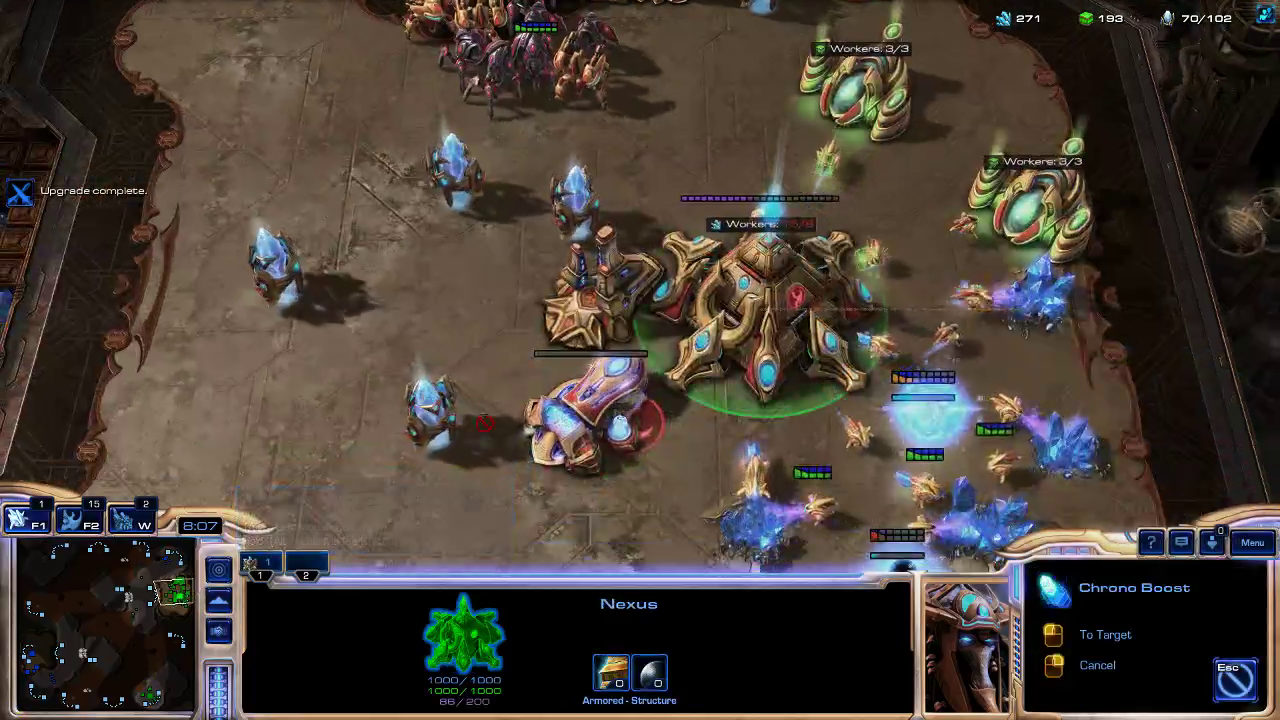 271 193 70/102
Workers: 3/3
Workers: 3/3
Upgrade complete.
Workers:
1 15 2
F1 F2 W 8:07
0
? Menu
1
1 2
Nexus
Chrono Boost
To Target
Cancel
Esc
1000/1000
1000/1000
86/200
0 0
Armored - Structure